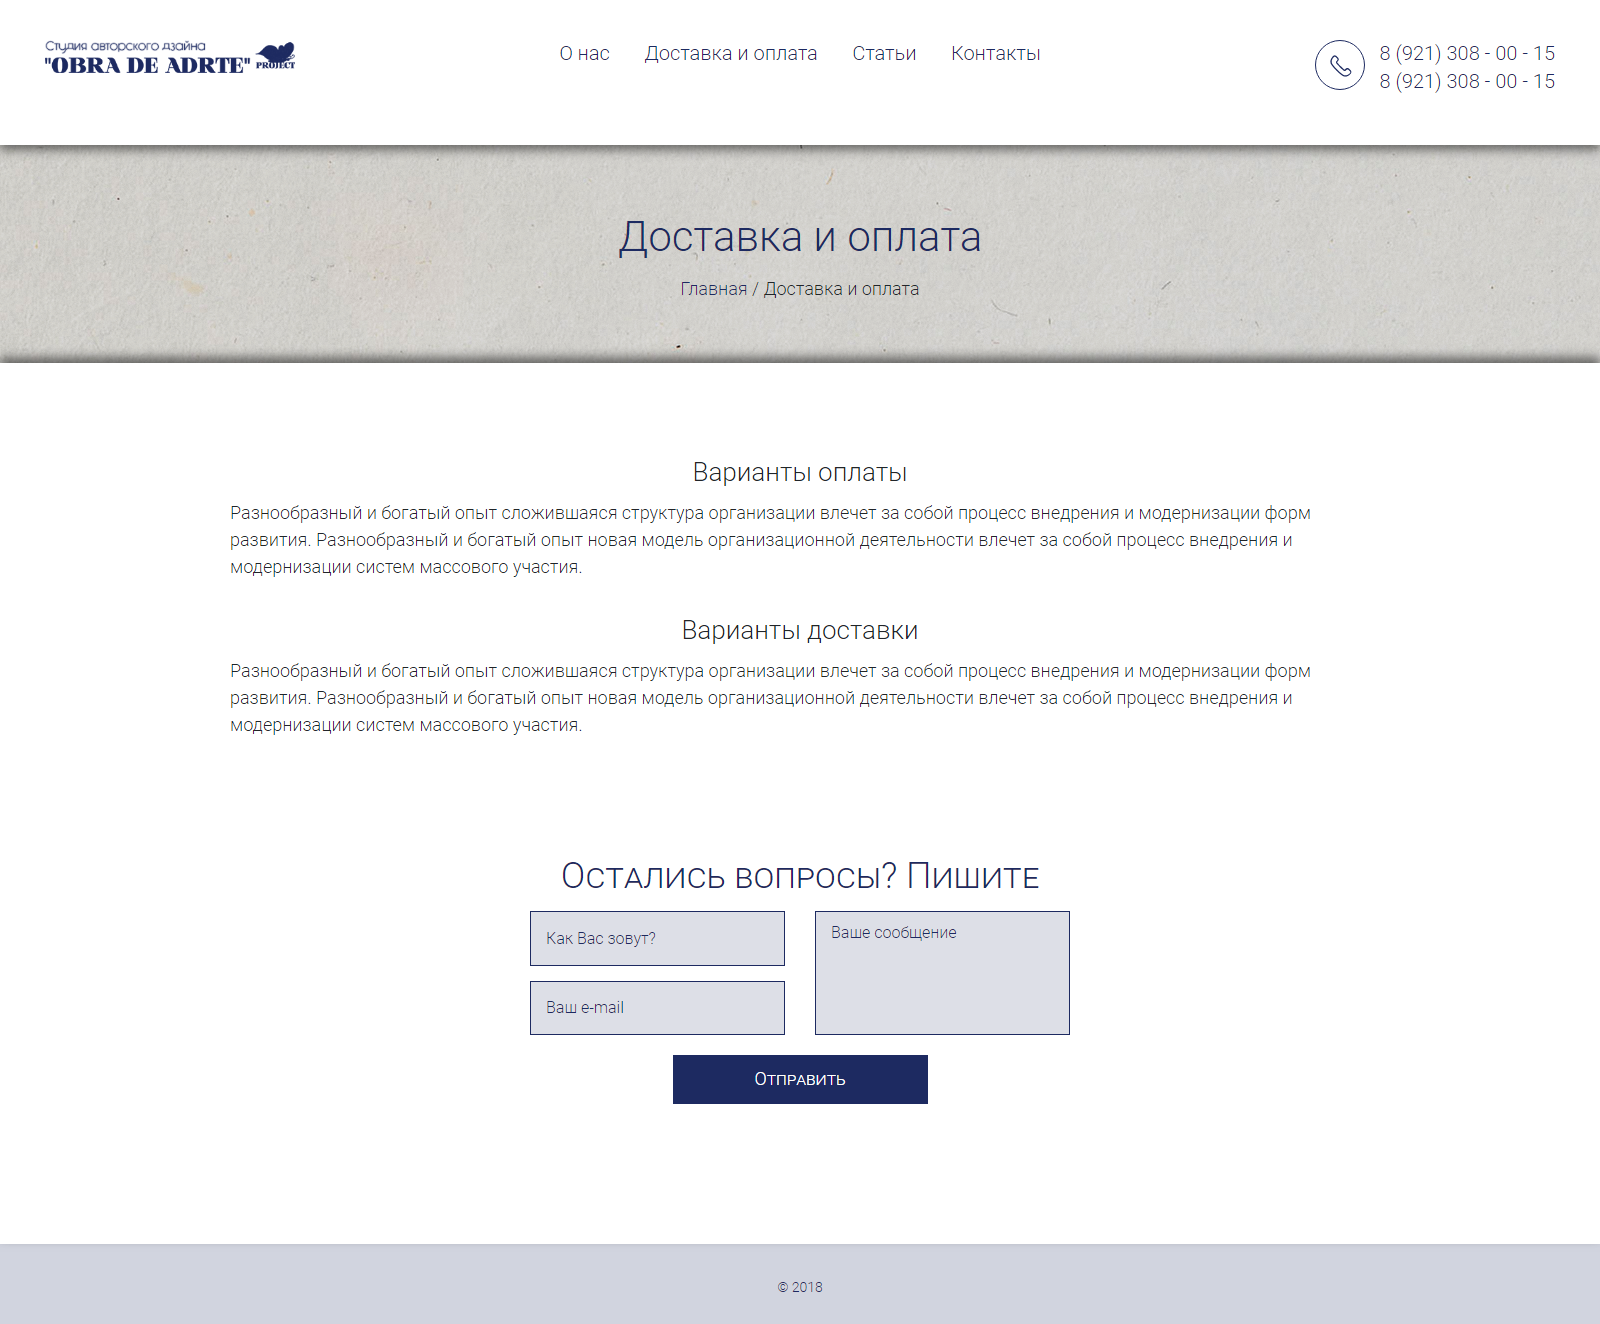 Студия авторского дзайна
"OBRA DE ADRTE" PROJECT
О нас Доставка и оплата Статьи Контакты
8 (921) 308 - 00 - 15
8 (921) 308 - 00 - 15
Доставка и оплата
Главная / Доставка и оплата
Варианты оплаты
Разнообразный и богатый опыт сложившаяся структура организации влечет за собой процесс внедрения и модернизации форм
развития. Разнообразный и богатый опыт новая модель организационной деятельности влечет за собой процесс внедрения и
модернизации систем массового участия.
Варианты доставки
Разнообразный и богатый опыт сложившаяся структура организации влечет за собой процесс внедрения и модернизации форм
развития. Разнообразный и богатый опыт новая модель организационной деятельности влечет за собой процесс внедрения и
модернизации систем массового участия.
Остались вопросы? Пишите
Как Вас зовут?
Ваш e-mail
Ваше сообщение
Отправить
© 2018